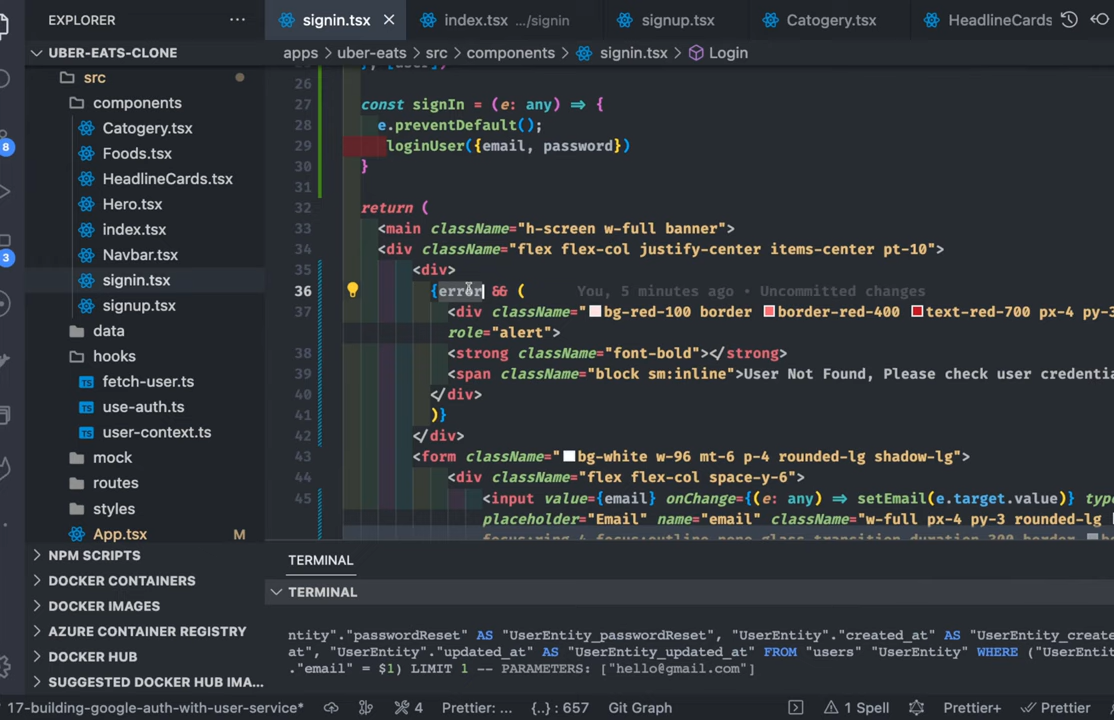 EXPLORER
UBER-EATS-CLONE
src
components
Catogery.tsx
Foods.tsx
HeadlineCards.tsx
Hero.tsx
index.tsx
Navbar.tsx
signin.tsx
signup.tsx
data
hooks
fetch-user.ts
use-auth.ts
user-context.ts
mock
routes
styles
App.tsx M
NPM SCRIPTS
DOCKER CONTAINERS
DOCKER IMAGES
AZURE CONTAINER REGISTRY
DOCKER HUB
SUGGESTED DOCKER HUB IMA...
8
3
signin.tsx index.tsx .../signin signup.tsx Catogery.tsx HeadlineCards
apps > uber-eats > src > components > signin.tsx > Login
26
27 const signIn = (e: any) => {
28 e.preventDefault();
29 loginUser({email, password})
30 }
31
32 return (
33 <main className="h-screen w-full banner">
34 <div className="flex flex-col justify-center items-center pt-10">
35 <div>
36 {error && ( You, 5 minutes ago • Uncommitted changes
37 <div className="bg-red-100 border border-red-400 text-red-700 px-4 py-3
role="alert">
38 <strong className="font-bold"></strong>
39 <span className="block sm:inline">User Not Found, Please check user credentia
40 </div>
41 )}
42 </div>
43 <form className="bg-white w-96 mt-6 p-4 rounded-lg shadow-lg">
44 <div className="flex flex-col space-y-6">
45 <input value={email} onChange={(e: any) => setEmail(e.target.value)} typ
placeholder="Email" name="email" className="w-full px-4 py-3 rounded-lg
TERMINAL
TERMINAL
ntity"."passwordReset" AS "UserEntity_passwordReset", "UserEntity"."created_at" AS "UserEntity_create
at", "UserEntity"."updated_at" AS "UserEntity_updated_at" FROM "users" "UserEntity" WHERE ("UserEntit
."email" = $1) LIMIT 1 -- PARAMETERS: ["hello@gmail.com"]
17-building-google-auth-with-user-service* 4 Prettier: ... {..} : 657 Git Graph 1 Spell Prettier+ Prettier